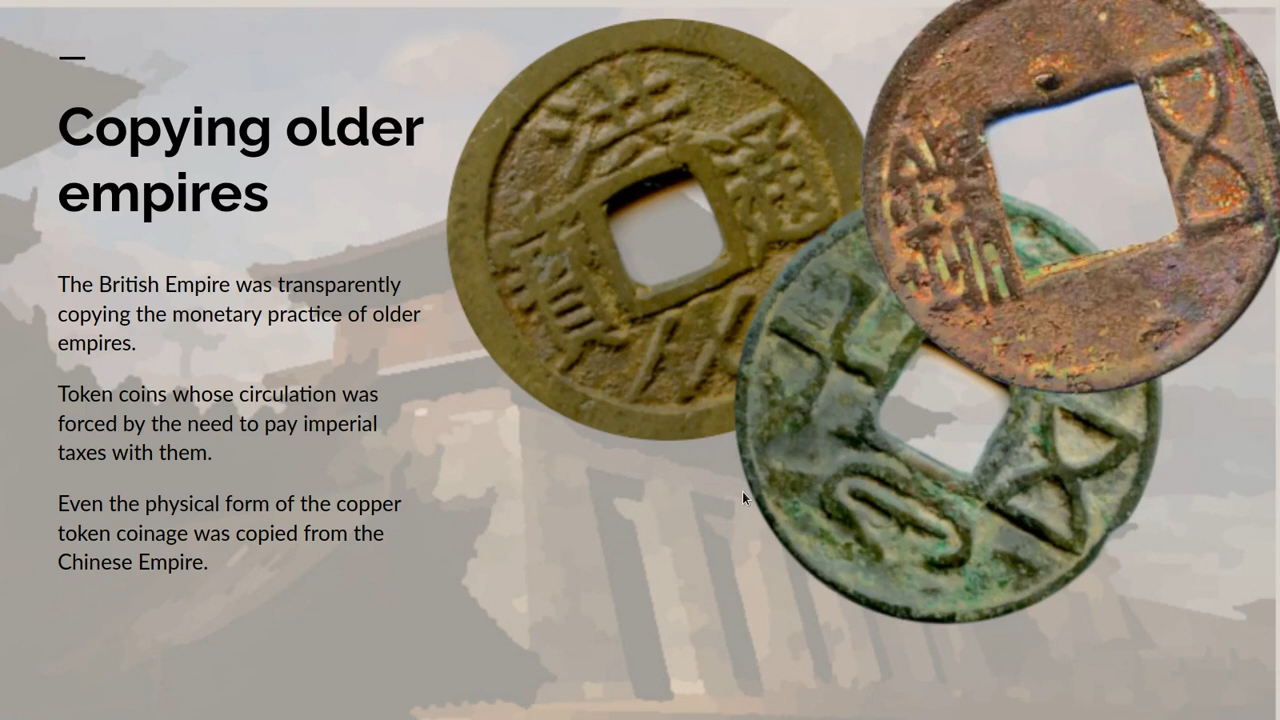 Copying older
empires
The British Empire was transparently
copying the monetary practice of older
empires.
Token coins whose circulation was
forced by the need to pay imperial
taxes with them.
Even the physical form of the copper
token coinage was copied from the
Chinese Empire.